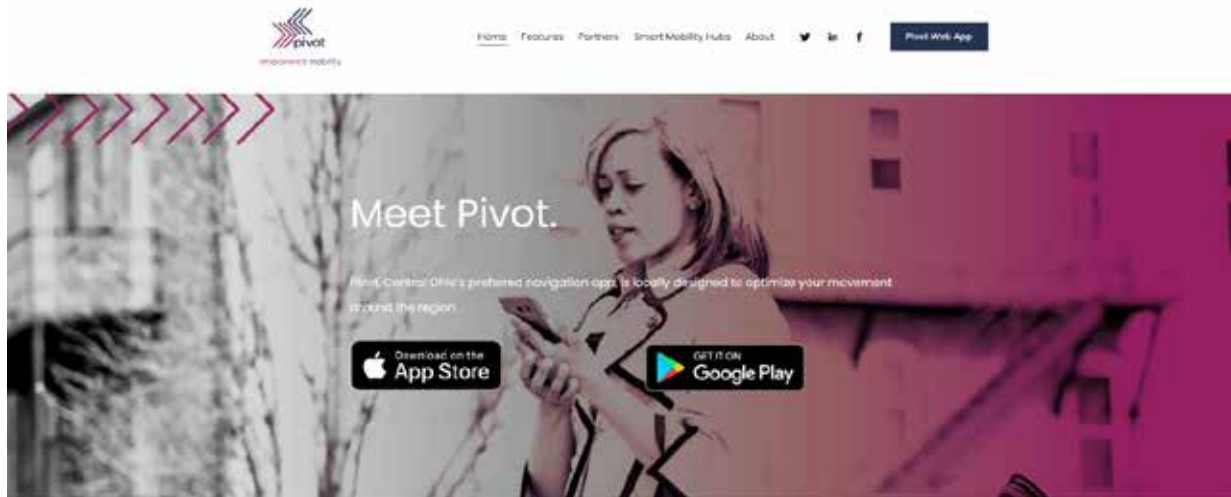 pivot
empowered mobility
Home Features Partners Smart Mobility Hubs About
Pivot Web App
Meet Pivot.
Pivot, Central Ohio's preferred navigation app, is locally designed to optimize your movement
around the region.
Download on the
App Store
GET IT ON
Google Play